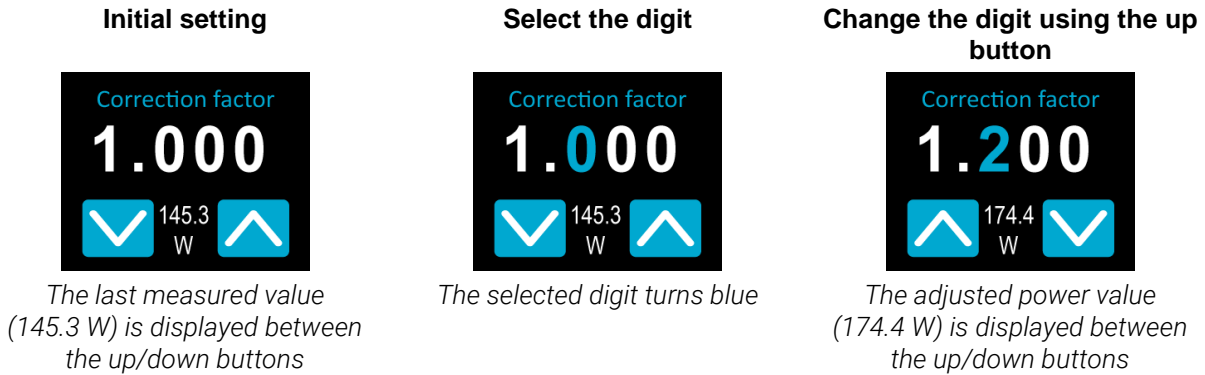 Initial setting
Correction factor
1.000
145.3
W
The last measured value
(145.3 W) is displayed between
the up/down buttons
Select the digit
Correction factor
1.000
145.3
W
The selected digit turns blue
Change the digit using the up
button
Correction factor
1.200
174.4
W
The adjusted power value
(174.4 W) is displayed between
the up/down buttons